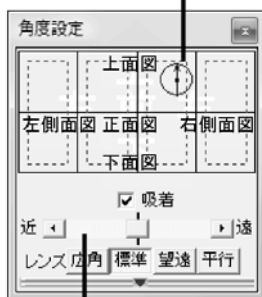 角度設定
上面図
左側面図 正面図 右側面図
下面図
吸着
近 遠
レンズ 広角 標準 望遠 平行